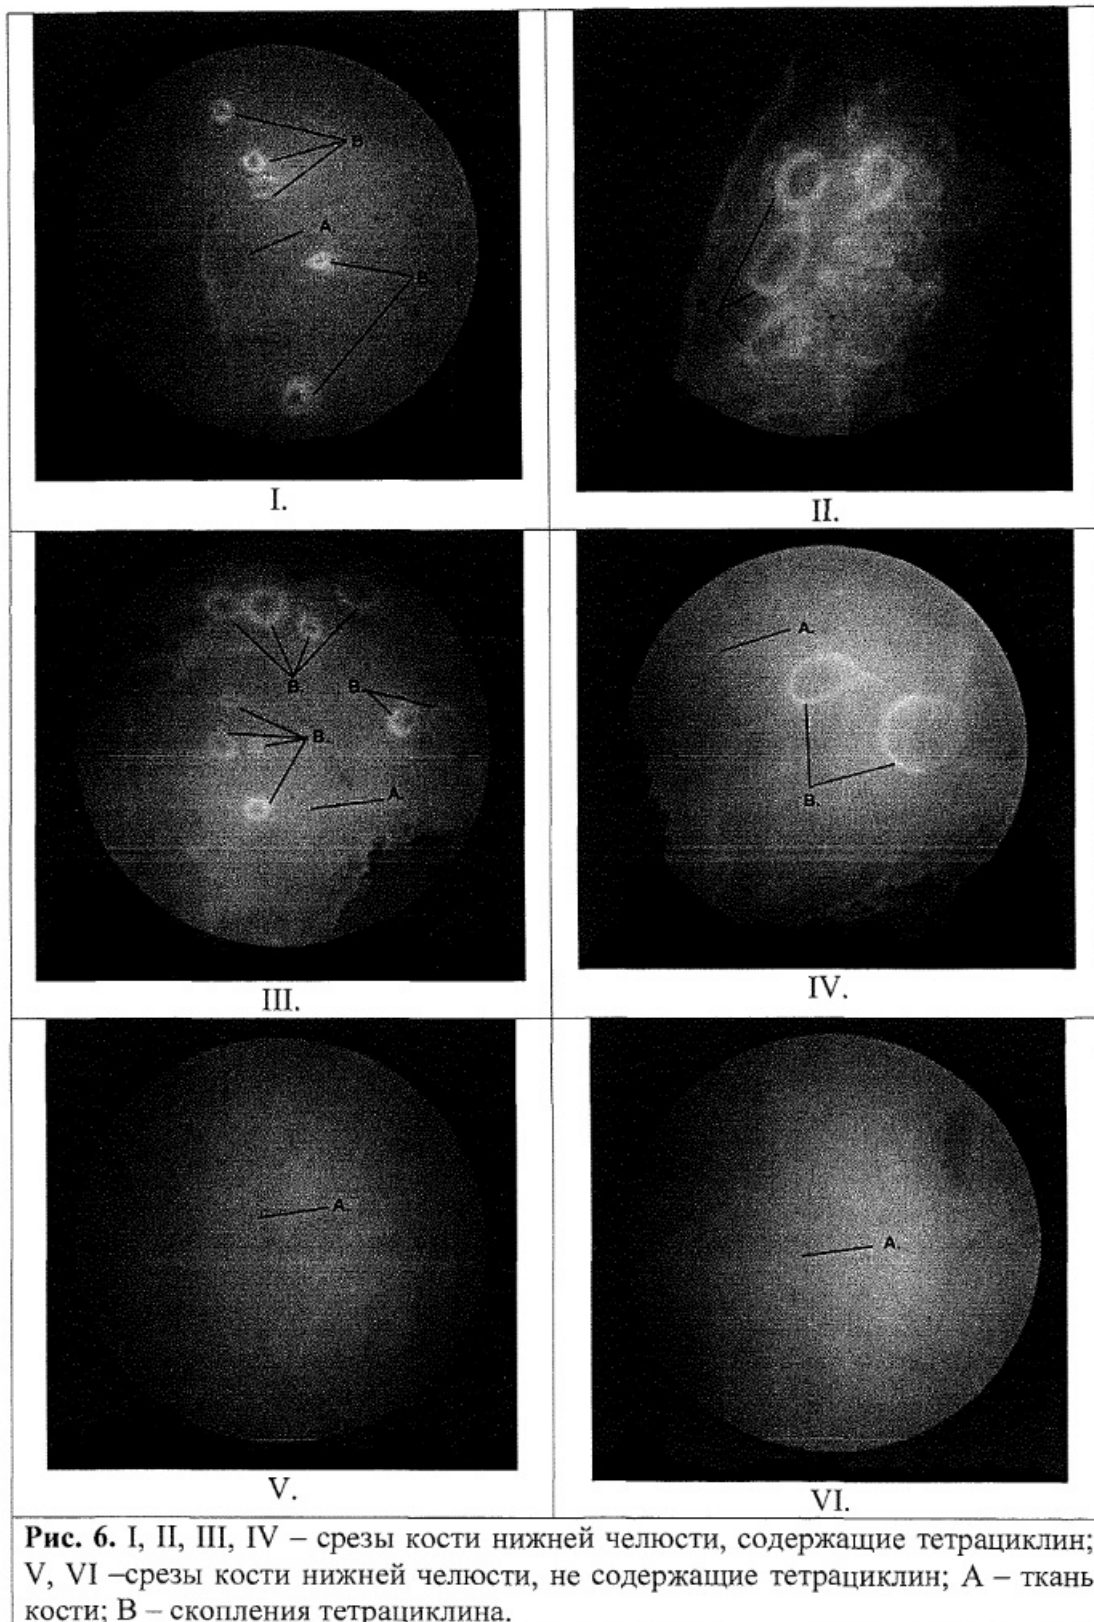 B.
A.
B.
I.
II.
B.
B.
B.
A.
III.
A.
B.
IV.
A.
V.
A.
VI.
Рис. 6. I, II, III, IV – срезы кости нижней челюсти, содержащие тетрациклин;
V, VI –срезы кости нижней челюсти, не содержащие тетрациклин; А – ткань
кости; В – скопления тетрациклина.